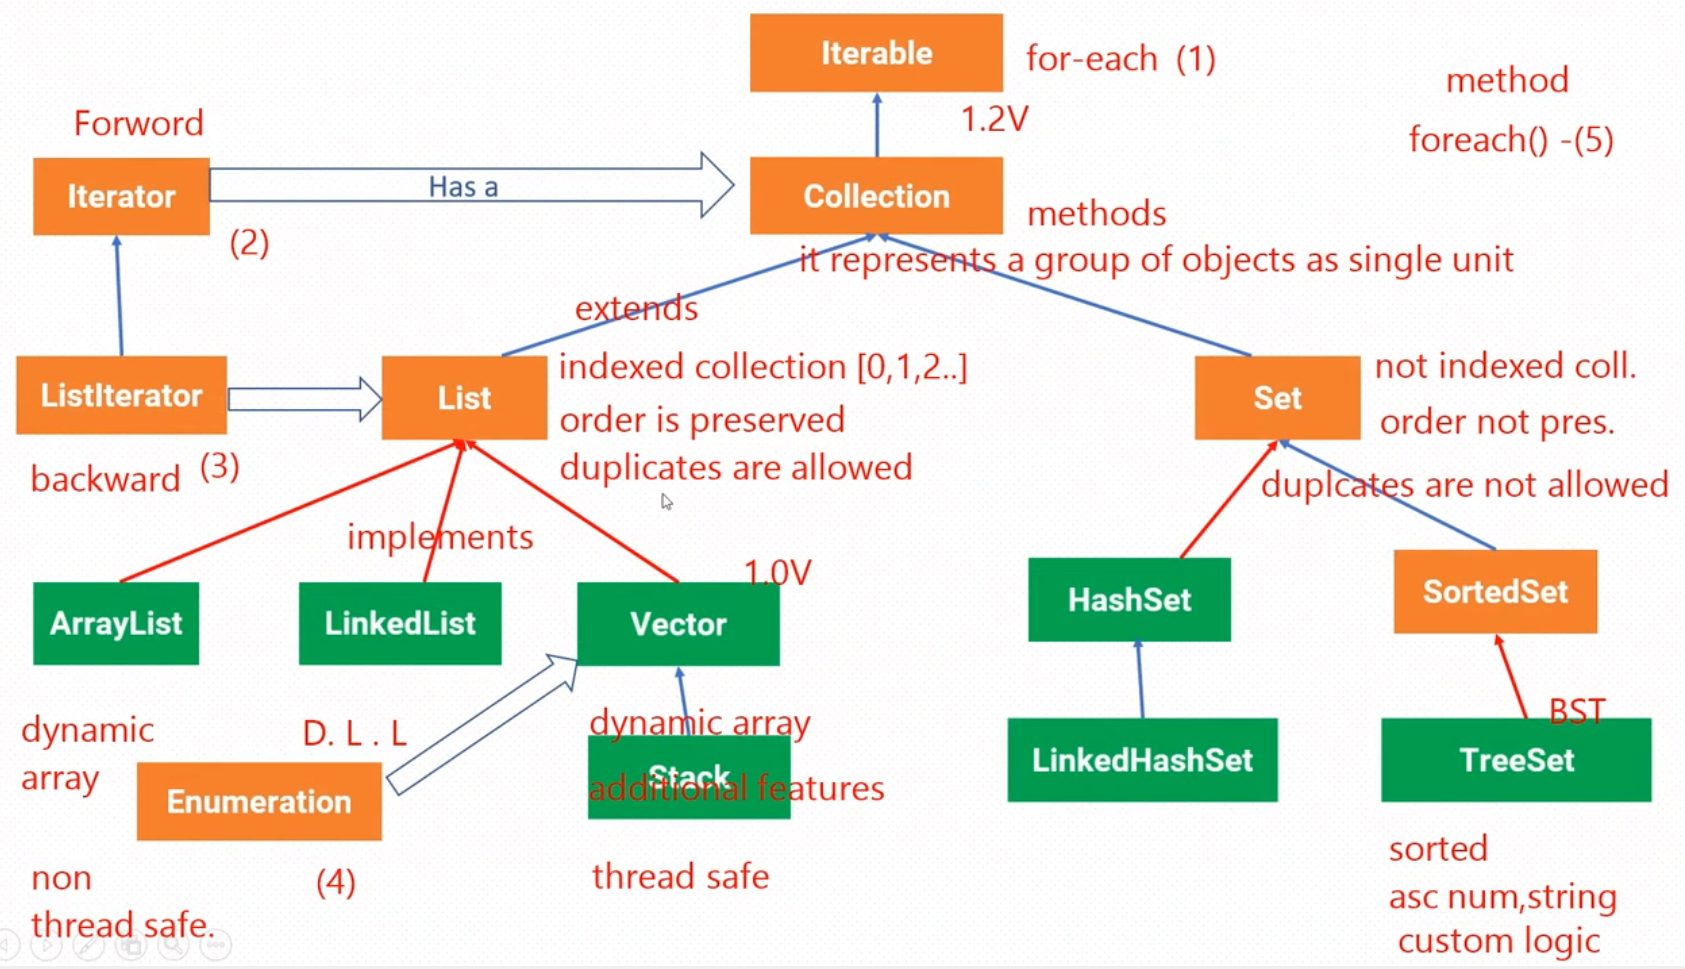 Iterable
for-each (1)
method
foreach() -(5)
1.2V
Forword
Iterator
Has a
Collection
(2)
methods
it represents a group of objects as single unit
extends
ListIterator
List
indexed collection [0,1,2..]
order is preserved
duplicates are allowed
Set
not indexed coll.
order not pres.
duplcates are not allowed
backward (3)
implements
1.0V
ArrayList
LinkedList
Vector
HashSet
SortedSet
dynamic
array
D. L . L
dynamic array
Stack
additional features
BST
LinkedHashSet
TreeSet
Enumeration
(4)
non
thread safe.
thread safe
sorted
asc num,string
custom logic